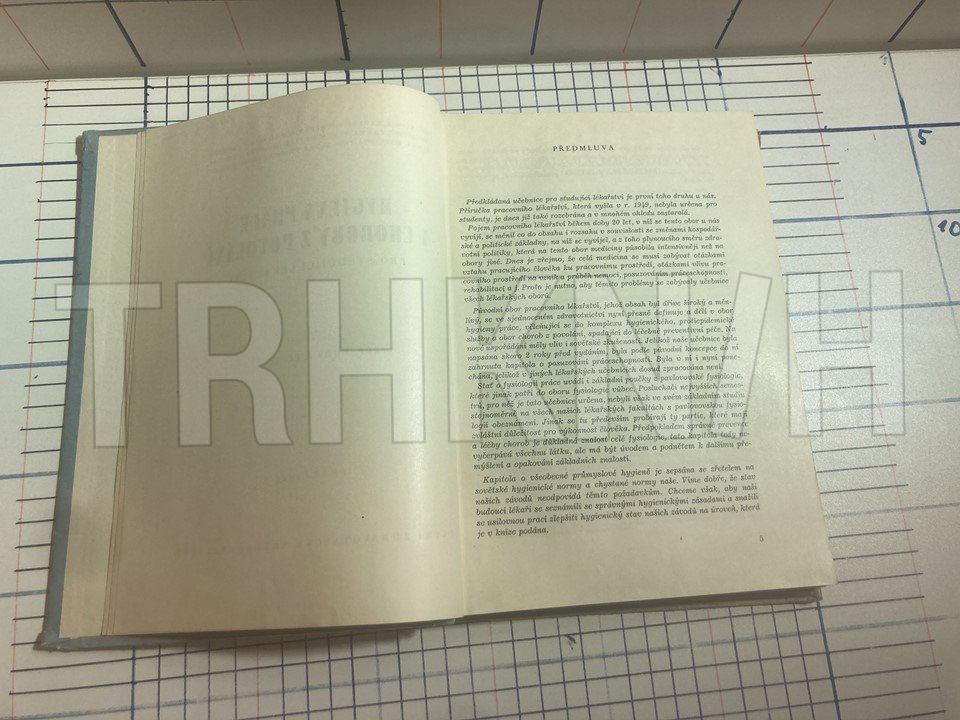 PŘEDMLUVA
Předkládaná učebnice pro studující lékařství je první toho druhu u nás.
Příručka pracovního lékařství, která vyšla v r. 1949, nebyla určena pro
studenty, je dnes již také rozebrána a v mnohém ohledu zastaralá.
Pojem pracovního lékařství během doby 20 let, v níž se tento obor u nás
vyvíjí, se měnil co do obsahu i rozsahu v souvislosti se změnami hospodář-
ské a politické základny, na níž se vyvíjel, a z toho plynoucího směru zdra-
votní politiky, která na tento obor medicíny působila intensivněji než na
obory jiné. Dnes je zřejmo, že celá medicína se musí zabývat otázkami
vztahu pracujícího člověka ku pracovnímu prostředí, otázkami vlivu pra-
covního prostředí na vznik a průběh nemoci, posuzováním práceschopnosti,
rehabilitací a j. Proto je nutno, aby těmito problémy se zabývaly učebnice
všech lékařských oborů.
Původní obor pracovního lékařství, jehož obsah byl dříve široký a měn-
livý, se ve sjednoceném zdravotnictví nyní přesně definuje a dělí v obor
hygieny práce, včleňující se do komplexu hygienického, protiepidemické
služby a obor chorob z povolání, spadající do léčebně preventivní péče. Na
nové uspořádání měly vliv i sovětské zkušenosti. Jelikož naše učebnice byla
napsána skoro 2 roky před vydáním, byla podle původní koncepce do ní
zahrnuta kapitola o posuzování práceschopnosti. Byla v ní i nyní pone-
chána, jelikož v jiných lékařských učebnicích dosud zpracována není.
Stať o fysiologii práce uvádí i základní poučky z pavlovovské fysiologie,
které jinak patří do oboru fysiologie vůbec. Posluchači nejvyšších semes-
trů, pro něž je tato učebnice určena, nebyli však ve svém základním studiu
stejnoměrně na všech našich lékařských fakultách s pavlovovskou fysio-
logií obeznámeni. Jinak se tu především probírají ty partie, které mají
zvláštní důležitost pro výkonnost člověka. Předpokladem správné prevence
a léčby chorob je důkladná znalost celé fysiologie, tato kapitola tedy ne-
vyčerpává všechnu látku, ale má být úvodem a podnětem k dalšímu pře-
mýšlení a opakování základních znalostí.
Kapitola o všeobecné průmyslové hygieně je sepsána se zřetelem na
sovětské hygienické normy a chystané normy naše. Víme dobře, že stav
našich závodů neodpovídá těmto požadavkům. Chceme však, aby naši
budoucí lékaři se seznámili se správnými hygienickými zásadami a snažili
se usilovnou prací zlepšiti hygienický stav našich závodů na úroveň, která
je v knize podána.
5
5
10